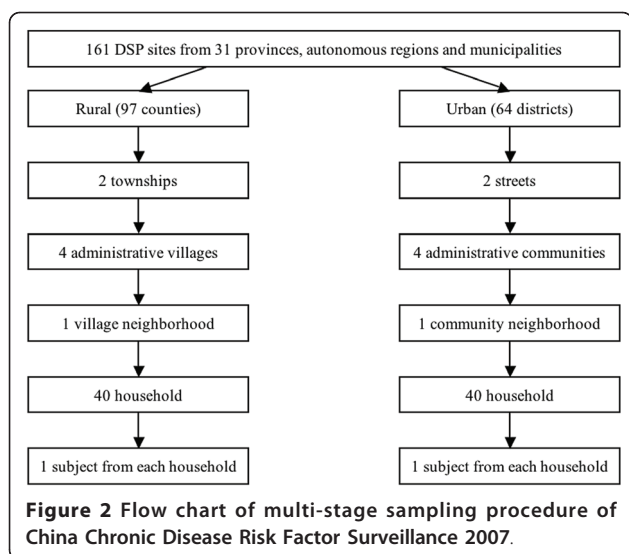 161 DSP sites from 31 provinces, autonomous regions and municipalities
Rural (97 counties)
Urban (64 districts)
2 townships
2 streets
4 administrative villages
4 administrative communities
1 village neighborhood
1 community neighborhood
40 household
40 household
1 subject from each household
1 subject from each household
Figure 2 Flow chart of multi-stage sampling procedure of
China Chronic Disease Risk Factor Surveillance 2007.